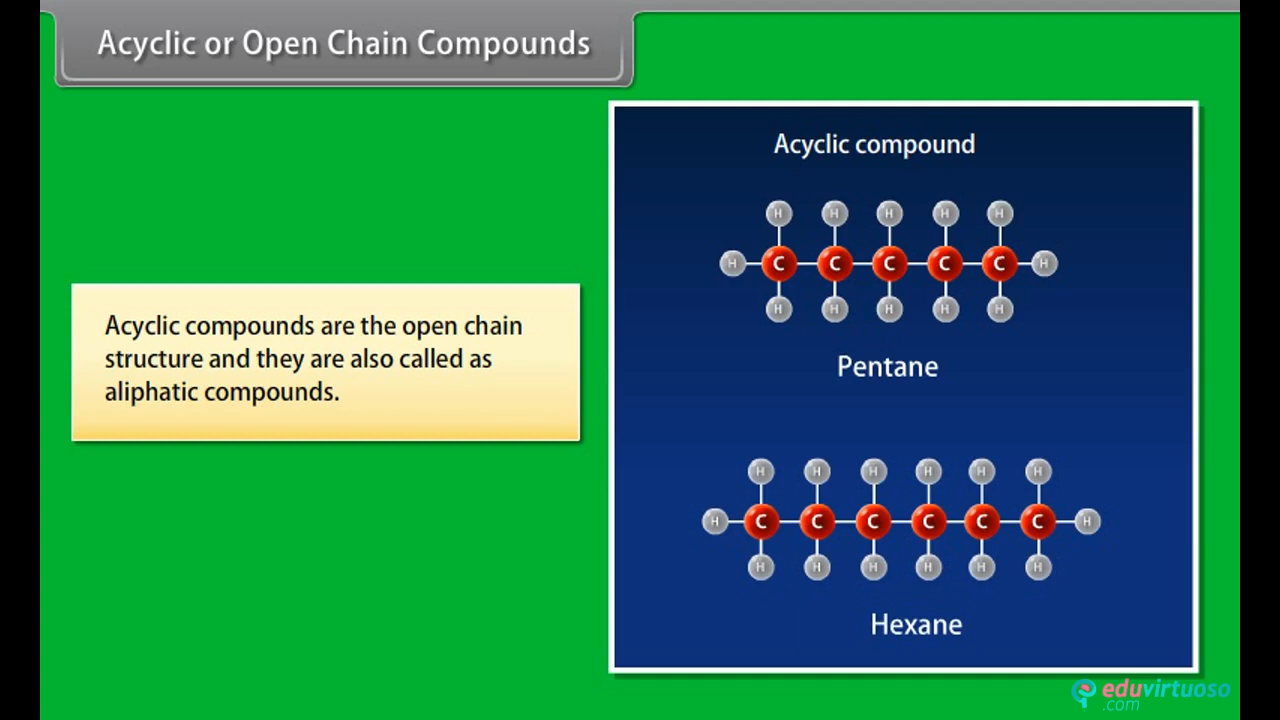 Acyclic or Open Chain Compounds
Acyclic compounds are the open chain
structure and they are also called as
aliphatic compounds.
Acyclic compound
H H H H H
H C C C C C H
H H H H H
Pentane
H H H H H H
H C C C C C C H
H H H H H H
Hexane
eduvirtuoso
.com